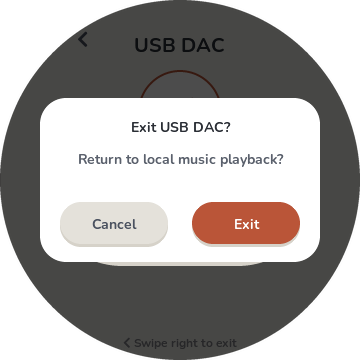 USB DAC
Exit USB DAC?
Return to local music playback?
Cancel
Exit
Swipe right to exit